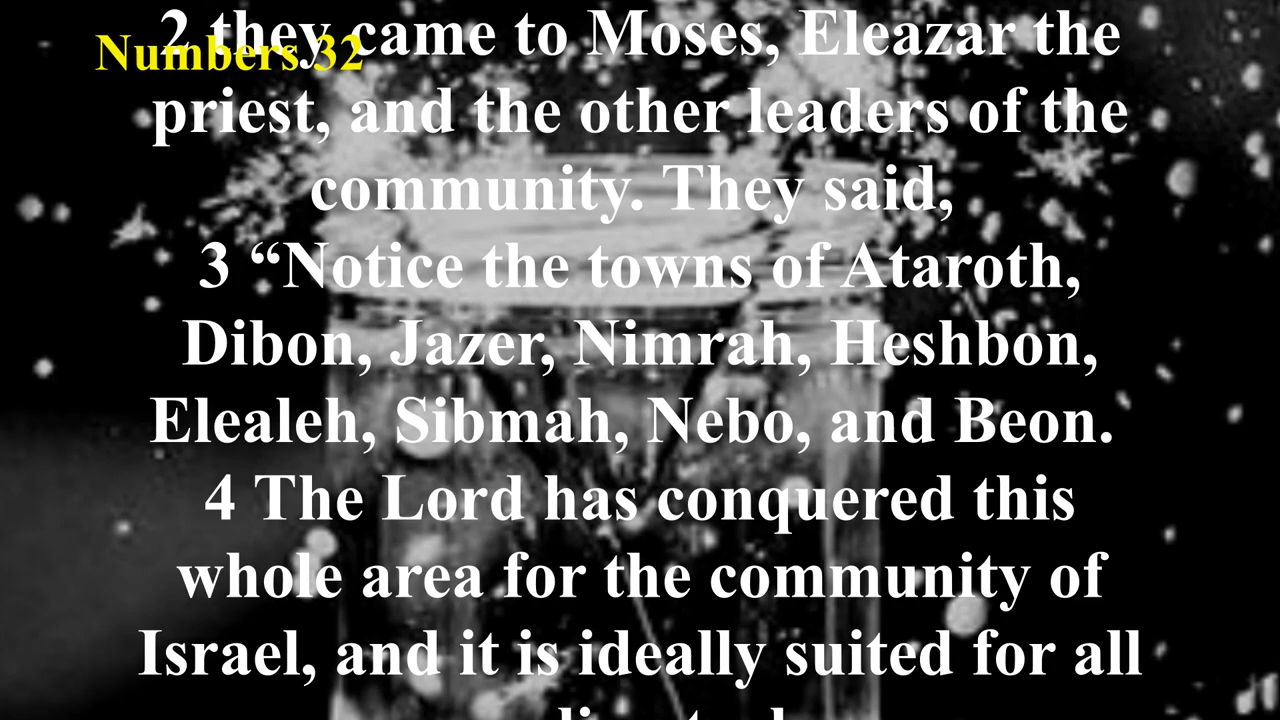 Numbers 32
2 they came to Moses, Eleazar the
priest, and the other leaders of the
community. They said,
3 “Notice the towns of Ataroth,
Dibon, Jazer, Nimrah, Heshbon,
Elealeh, Sibmah, Nebo, and Beon.
4 The Lord has conquered this
whole area for the community of
Israel, and it is ideally suited for all